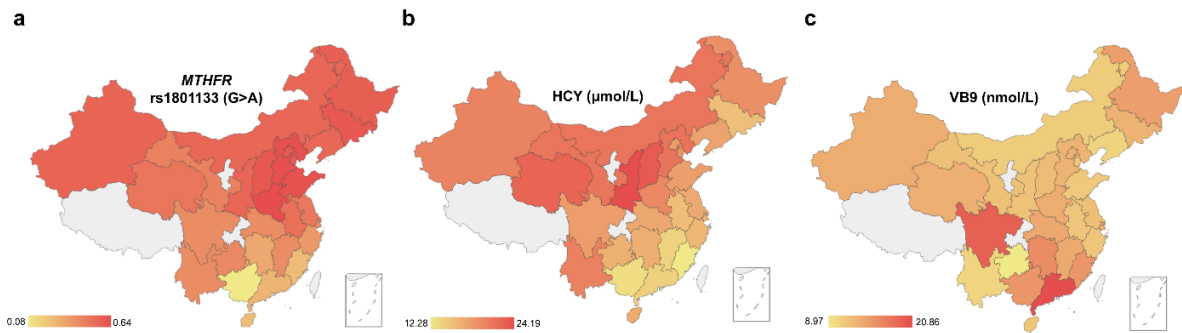 a
MTHFR
rs1801133 (G>A)
0.08
0.64
b
HCY (μmol/L)
12.28
24.19
c
VB9 (nmol/L)
8.97
20.86